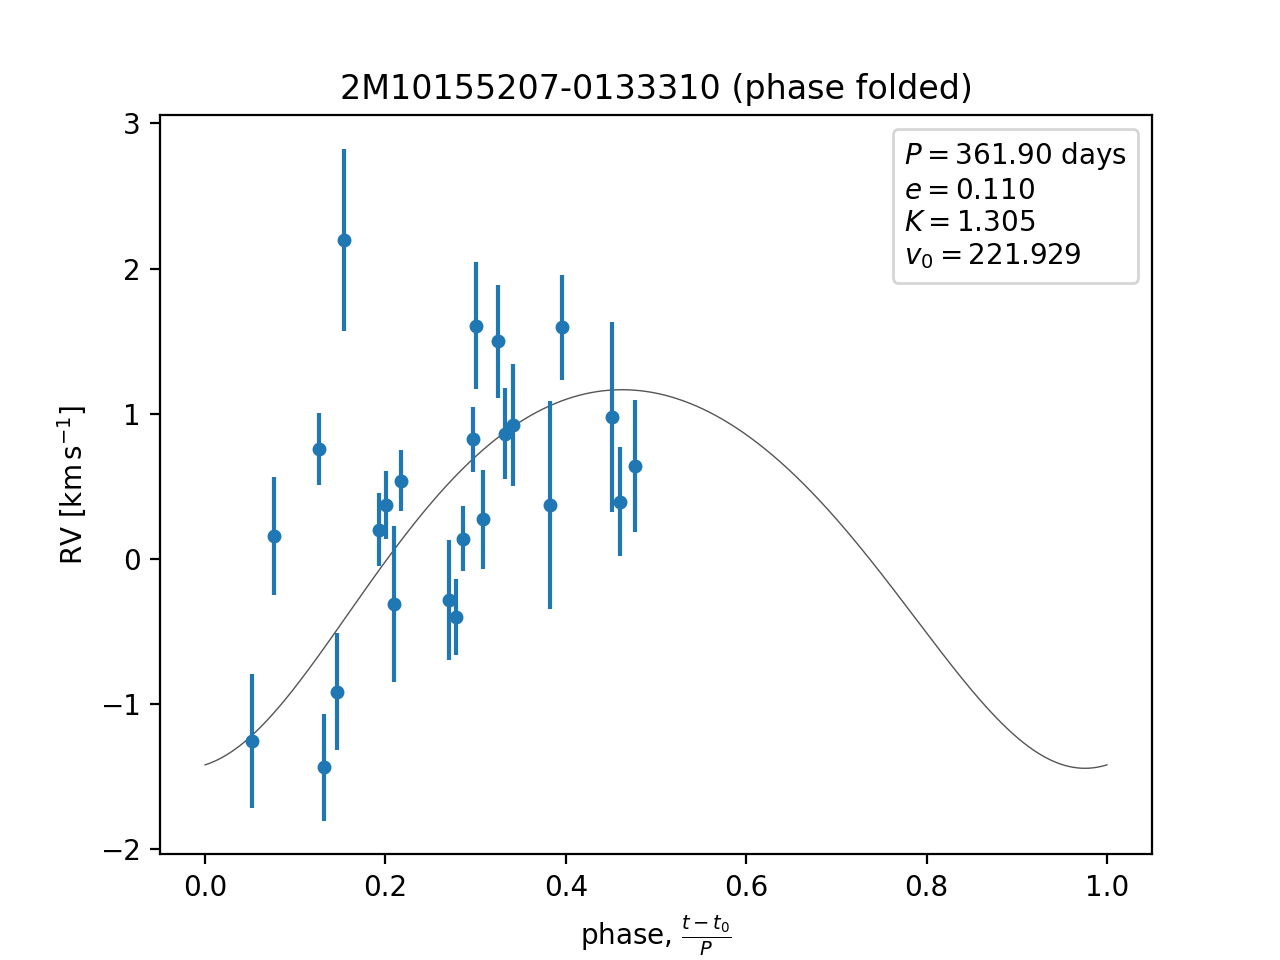 2M10155207-0133310 (phase folded)
P = 361.90 days
e = 0.110
K = 1.305
v₀ = 221.929
3
2
1
0
−1
−2
RV [km s⁻¹]
0.0 0.2 0.4 0.6 0.8 1.0
phase, (t − t₀)/P